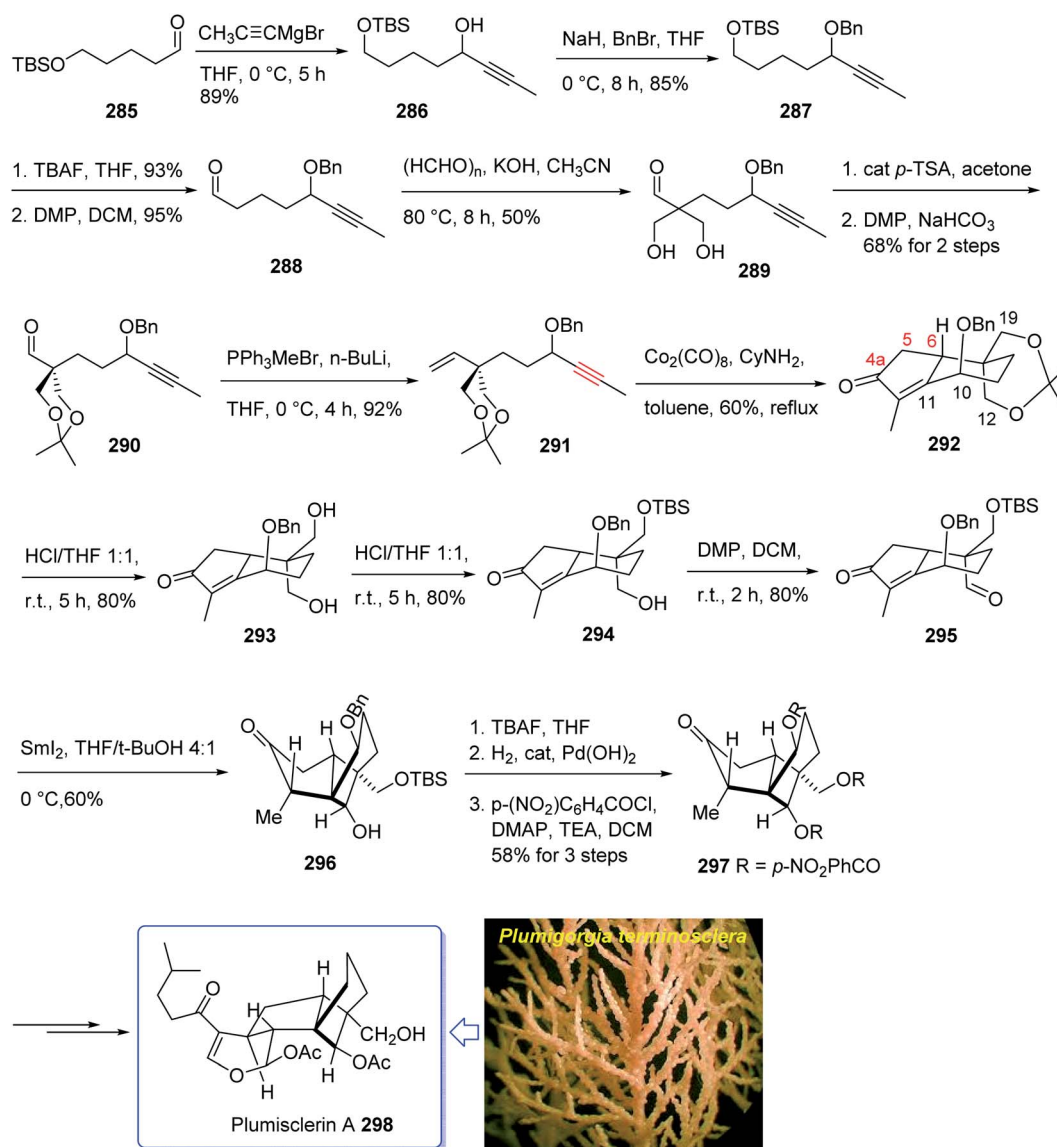 TBSO
O
285
CH3C≡CMgBr
THF, 0 °C, 5 h
89%
OTBS
OH
286
NaH, BnBr, THF
0 °C, 8 h, 85%
OTBS
OBn
287
1. TBAF, THF, 93%
2. DMP, DCM, 95%
O
OBn
288
(HCHO)n, KOH, CH3CN
80 °C, 8 h, 50%
O
OBn
OH
OH
289
1. cat p-TSA, acetone
2. DMP, NaHCO3
68% for 2 steps
O
OBn
O
O
290
PPh3MeBr, n-BuLi,
THF, 0 °C, 4 h, 92%
OBn
O
O
291
Co2(CO)8, CyNH2,
toluene, 60%, reflux
H
OBn
19
5
6
4a
O
11
10
12
O
O
292
HCl/THF 1:1,
r.t., 5 h, 80%
OBn
OH
O
OH
293
HCl/THF 1:1,
r.t., 5 h, 80%
OTBS
OBn
O
OH
294
DMP, DCM,
r.t., 2 h, 80%
OTBS
OBn
O
O
295
SmI2, THF/t-BuOH 4:1
0 °C,60%
O
H
OBn
H
OTBS
Me
H
OH
296
1. TBAF, THF
2. H2, cat, Pd(OH)2
3. p-(NO2)C6H4COCl,
DMAP, TEA, DCM
58% for 3 steps
O
H
OR
H
OR
Me
H
OR
297 R = p-NO2PhCO
O
H
H
CH2OH
OAc
OAc
O
H
H
Plumisclerin A 298
Plumigorgia terminosclera